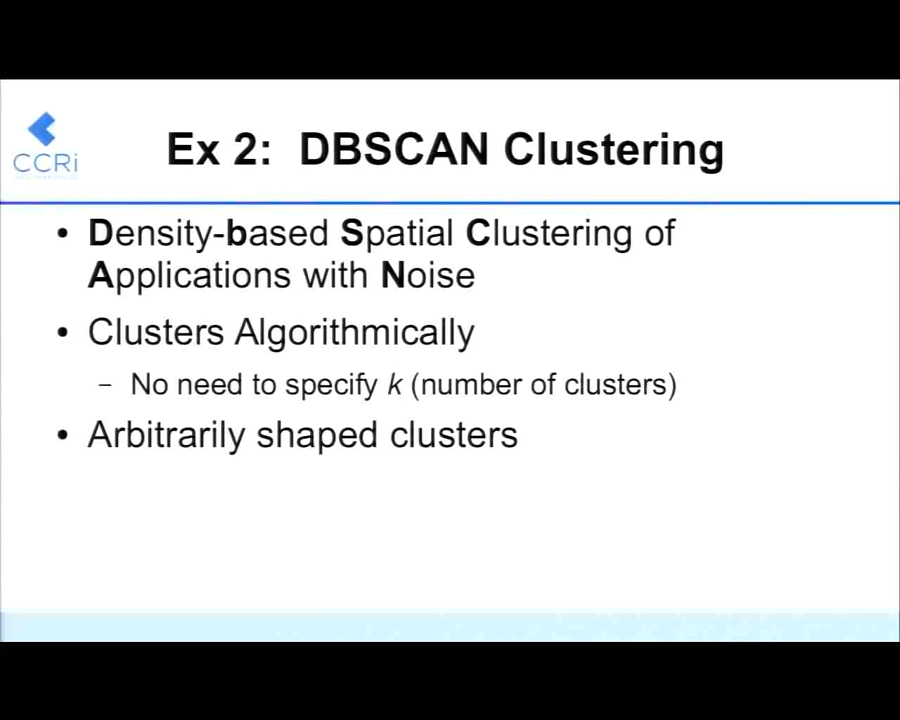 CCRi
Ex 2: DBSCAN Clustering
• Density-based Spatial Clustering of
Applications with Noise
• Clusters Algorithmically
– No need to specify k (number of clusters)
• Arbitrarily shaped clusters